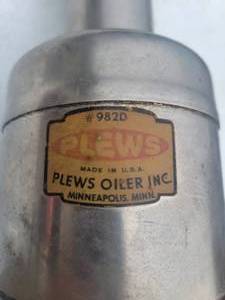 # 982D
PLEWS
MADE IN U.S.A.
PLEWS OILER INC.
MINNEAPOLIS, MINN.